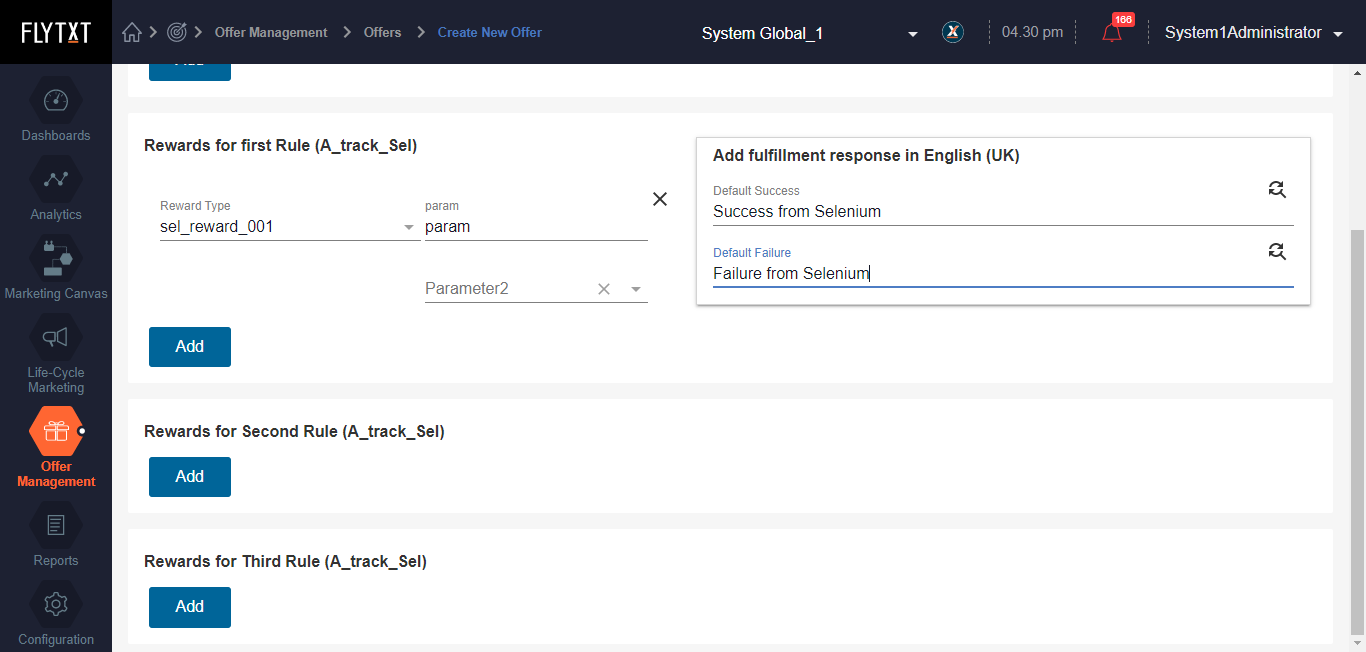 FLYTXT
Offer Management
Offers
Create New Offer
System Global_1
X
04.30 pm
166
System1Administrator
Dashboards
Analytics
Marketing Canvas
Life-Cycle
Marketing
Offer
Management
Reports
Configuration
Add
Rewards for first Rule (A_track_Sel)
Reward Type
sel_reward_001
param
param
Parameter2
Add
Add fulfillment response in English (UK)
Default Success
Success from Selenium
Default Failure
Failure from Selenium
Rewards for Second Rule (A_track_Sel)
Add
Rewards for Third Rule (A_track_Sel)
Add